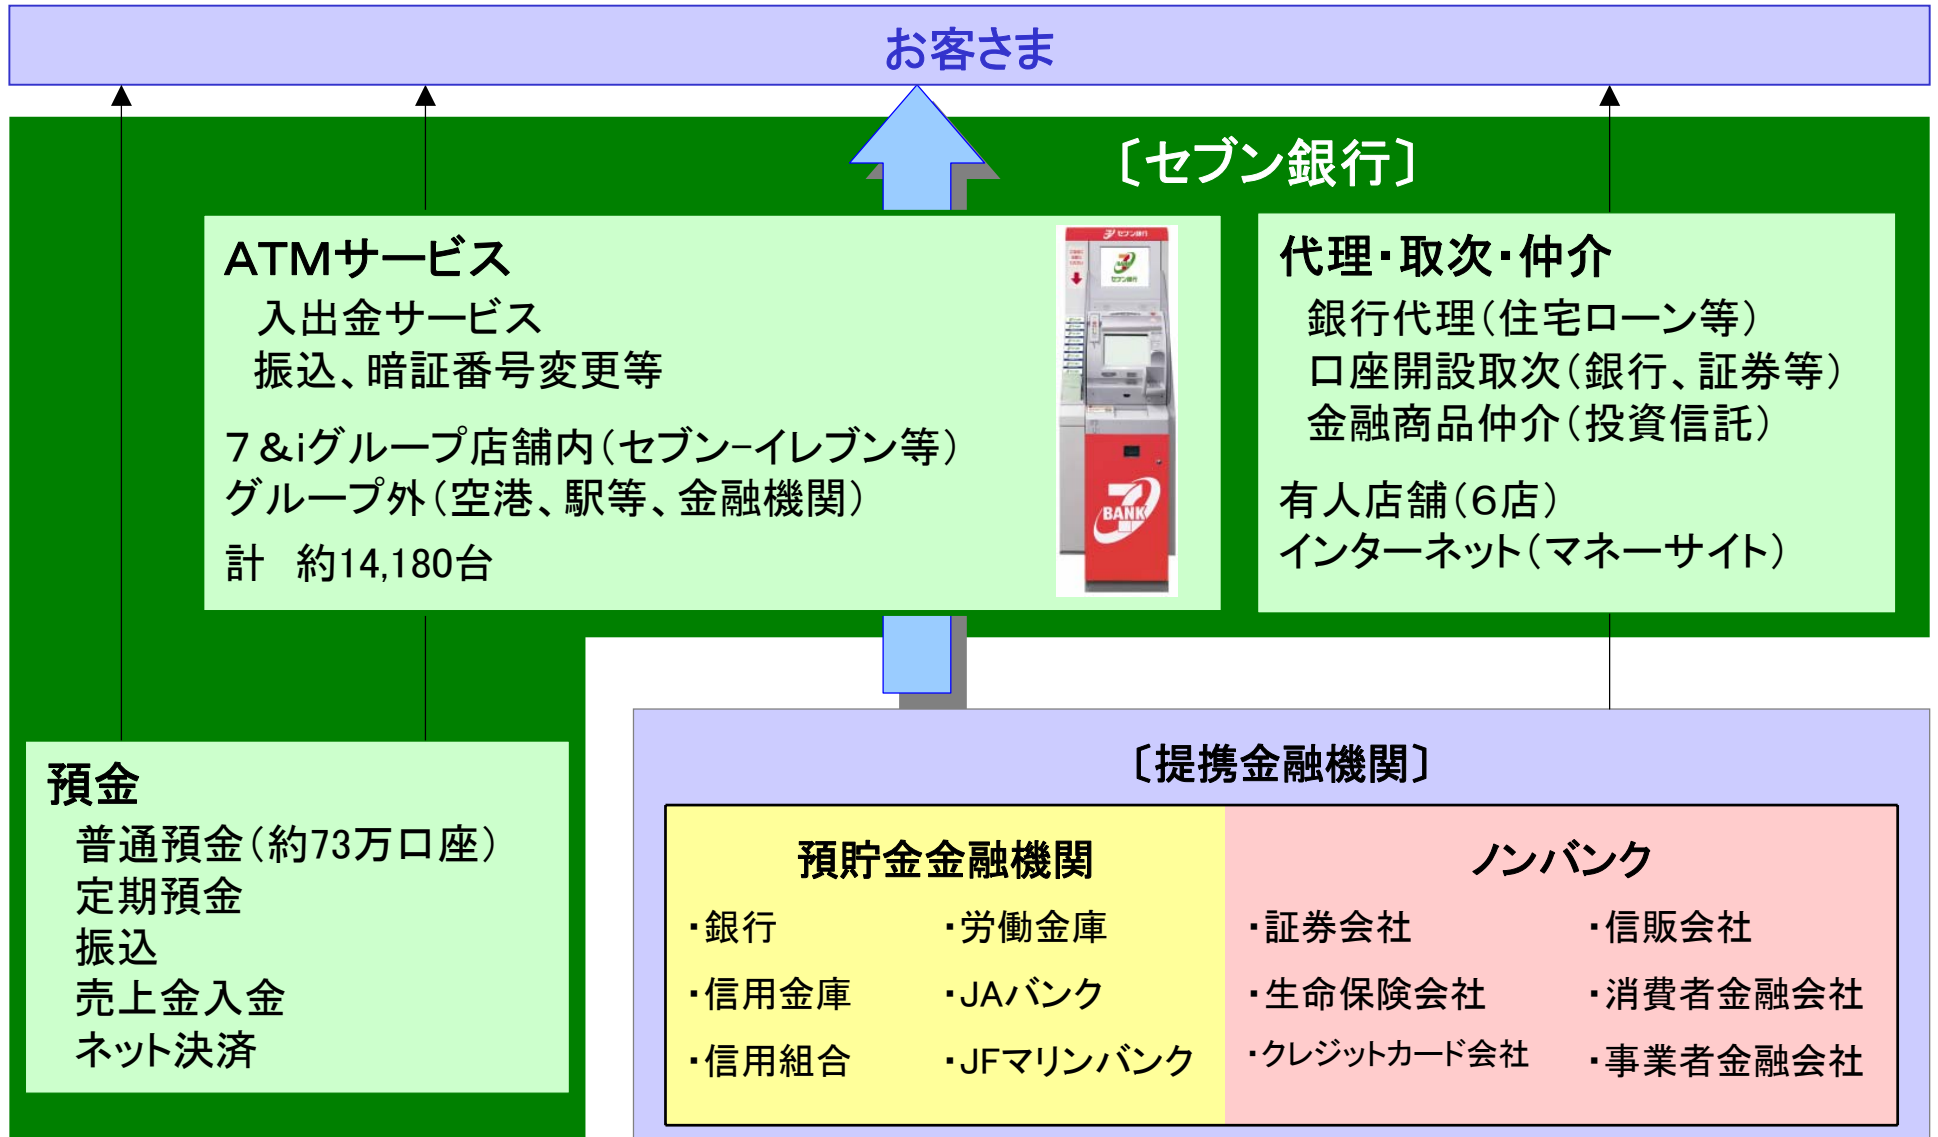 お客さま
〔セブン銀行〕
ATMサービス
入出金サービス
振込、暗証番号変更等
7&iグループ店舗内(セブン-イレブン等)
グループ外(空港、駅等、金融機関)
計 約14,180台
セブン銀行
BANK
セブン銀行
BANK
代理・取次・仲介
銀行代理(住宅ローン等)
口座開設取次(銀行、証券等)
金融商品仲介(投資信託)
有人店舗(6店)
インターネット(マネーサイト)
預金
普通預金(約73万口座)
定期預金
振込
売上金入金
ネット決済
〔提携金融機関〕
預貯金金融機関
・銀行 ・労働金庫
・信用金庫 ・JAバンク
・信用組合 ・JFマリンバンク
ノンバンク
・証券会社 ・信販会社
・生命保険会社 ・消費者金融会社
・クレジットカード会社 ・事業者金融会社